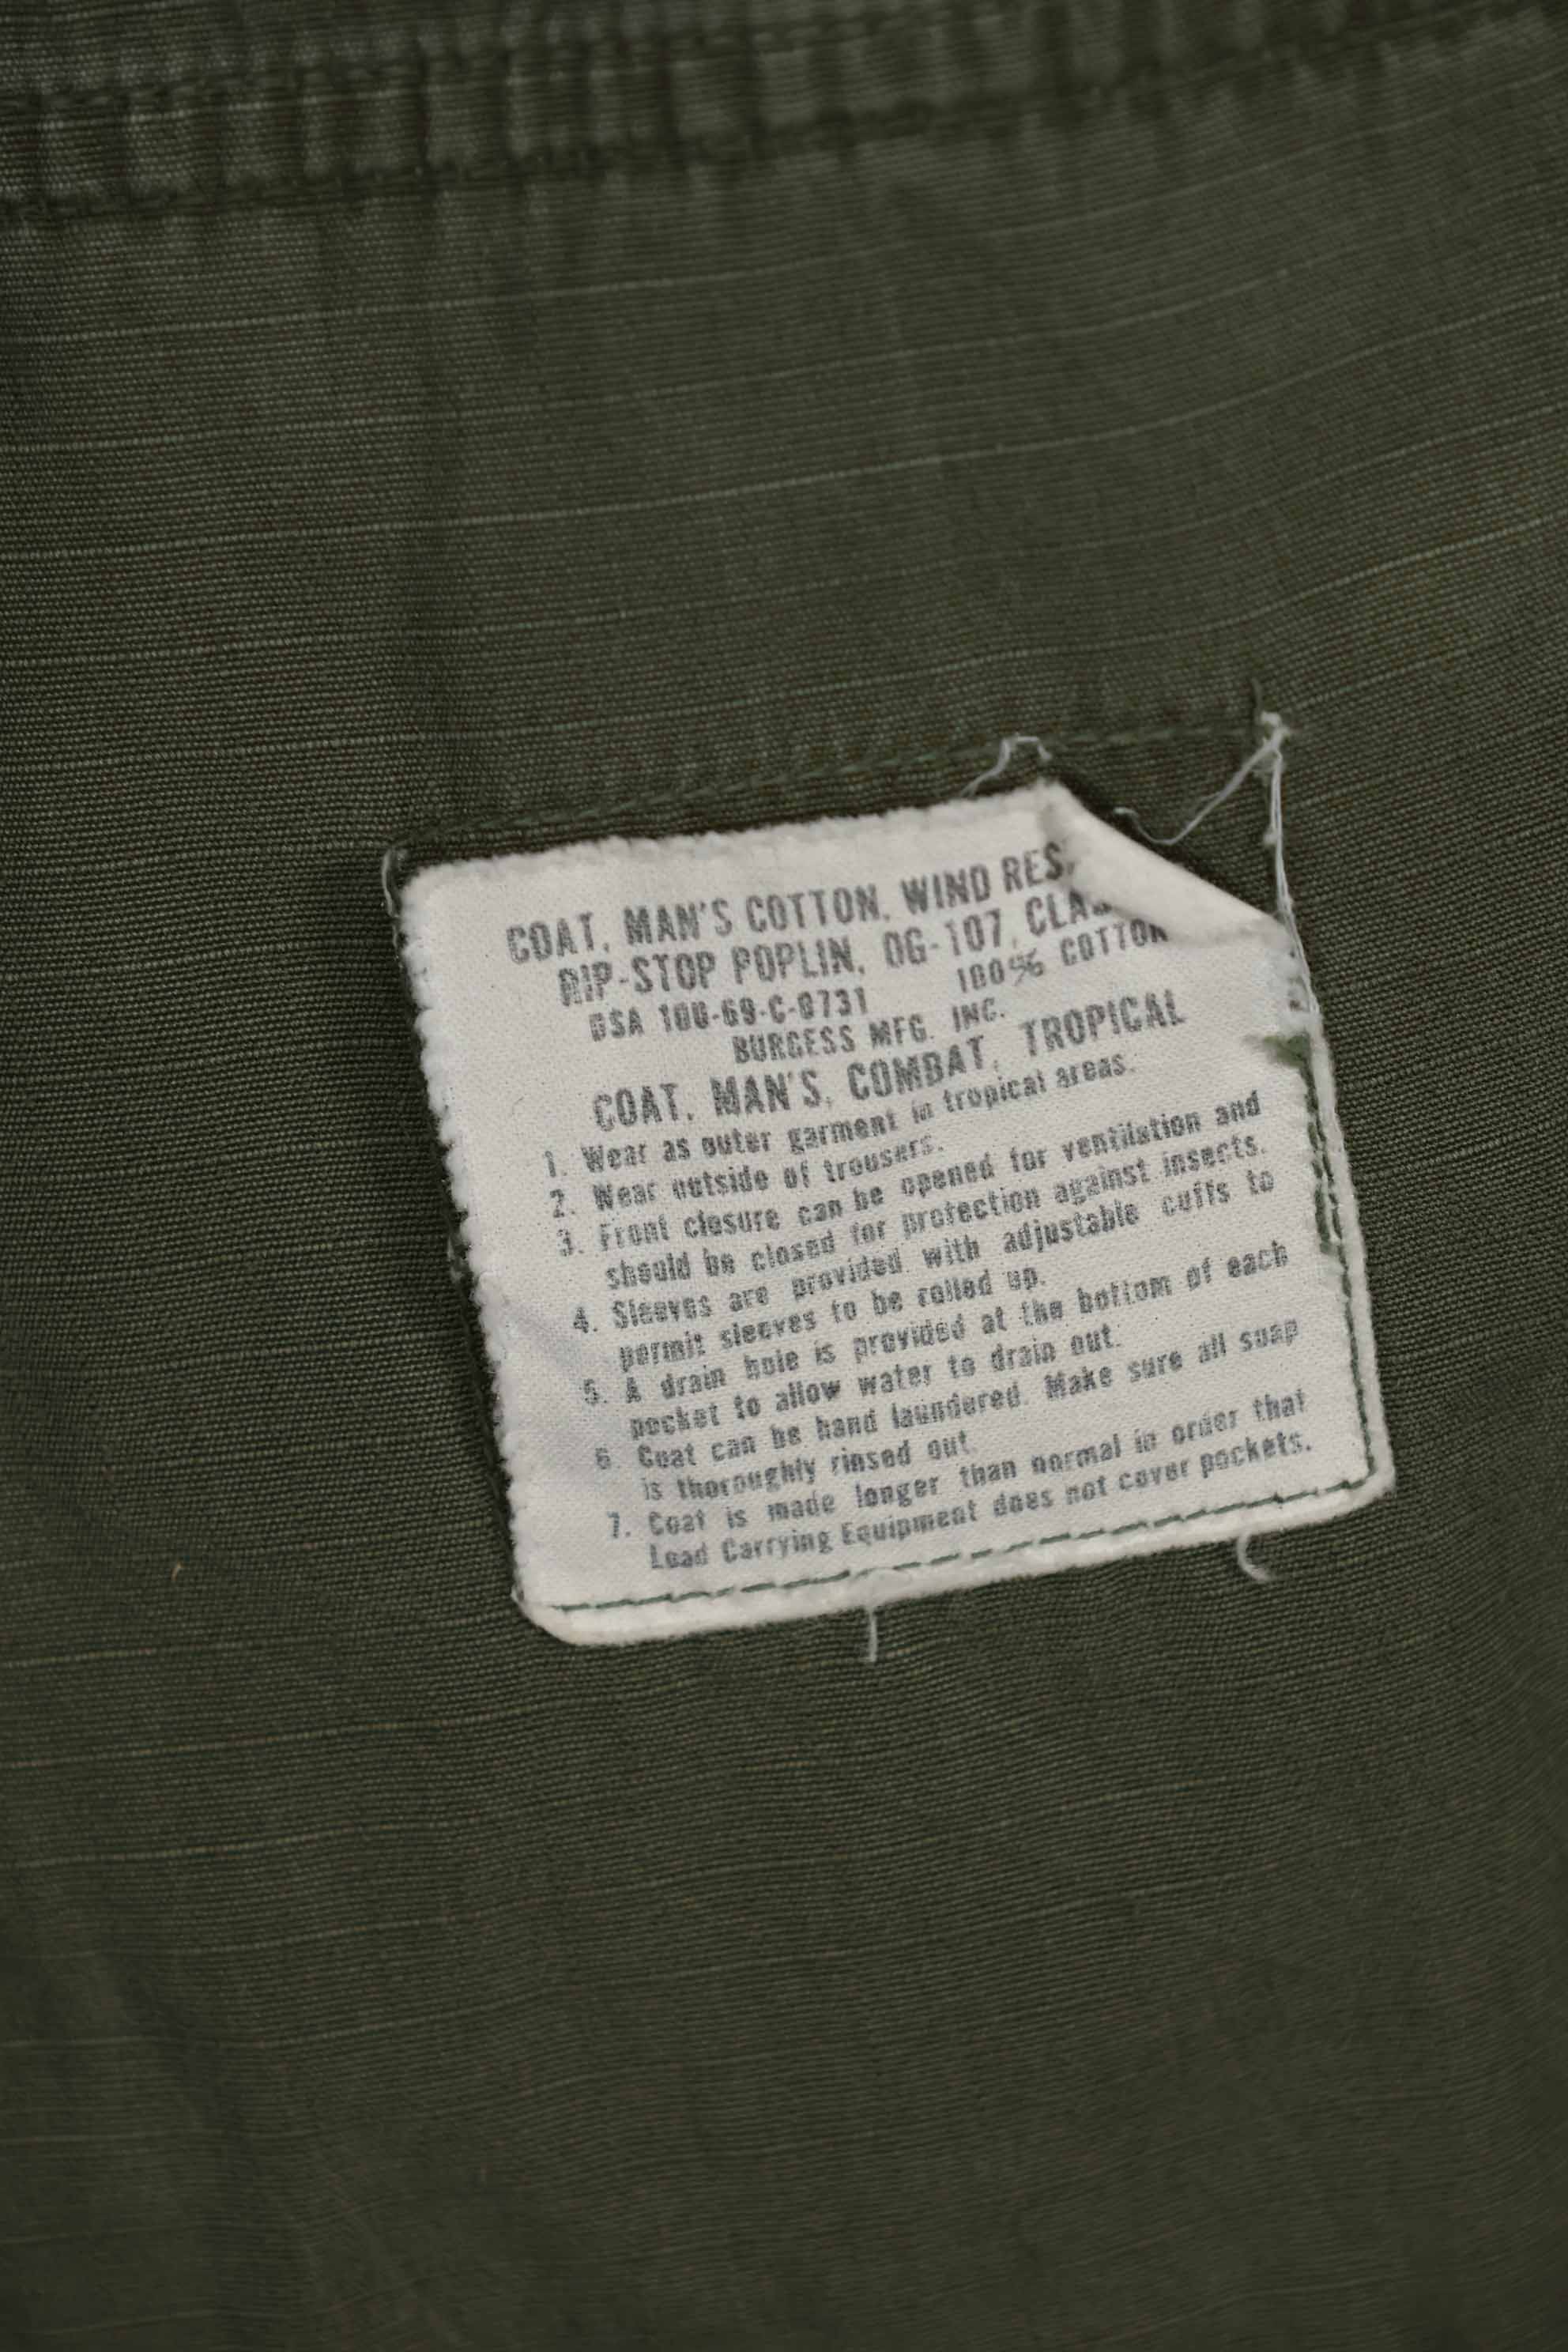 COAT, MAN'S COTTON, WIND RES.
RIP-STOP POPLIN, OG-107, CLA
DSA 100-69-C-0731 100% COTTON
BURGESS MFG. INC.
COAT, MAN'S, COMBAT, TROPICAL
1. Wear as outer garment in tropical areas.
2. Wear outside of trousers.
3. Front closure can be opened for ventilation and
should be closed for protection against insects.
4. Sleeves are provided with adjustable cuffs to
permit sleeves to be rolled up.
5. A drain hole is provided at the bottom of each
pocket to allow water to drain out.
6. Coat can be hand laundered. Make sure all soap
is thoroughly rinsed out.
7. Coat is made longer than normal in order that
Load Carrying Equipment does not cover pockets.